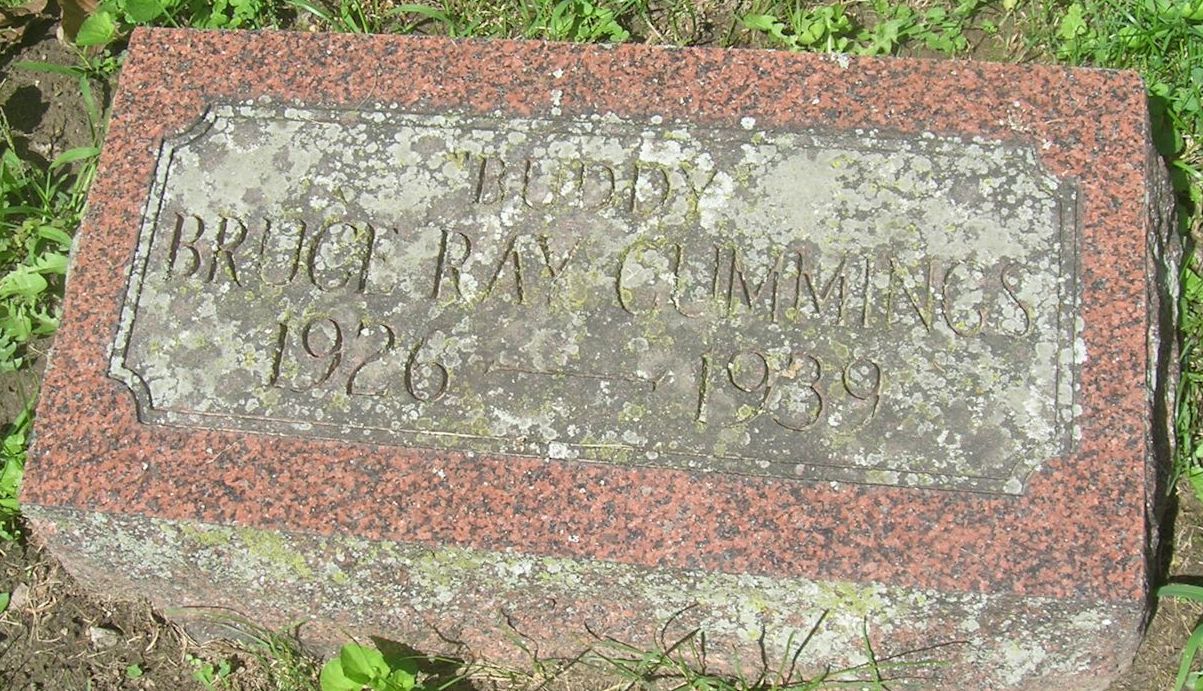 "BUDDY"
BRUCE RAY CUMMINGS
1926 — 1939